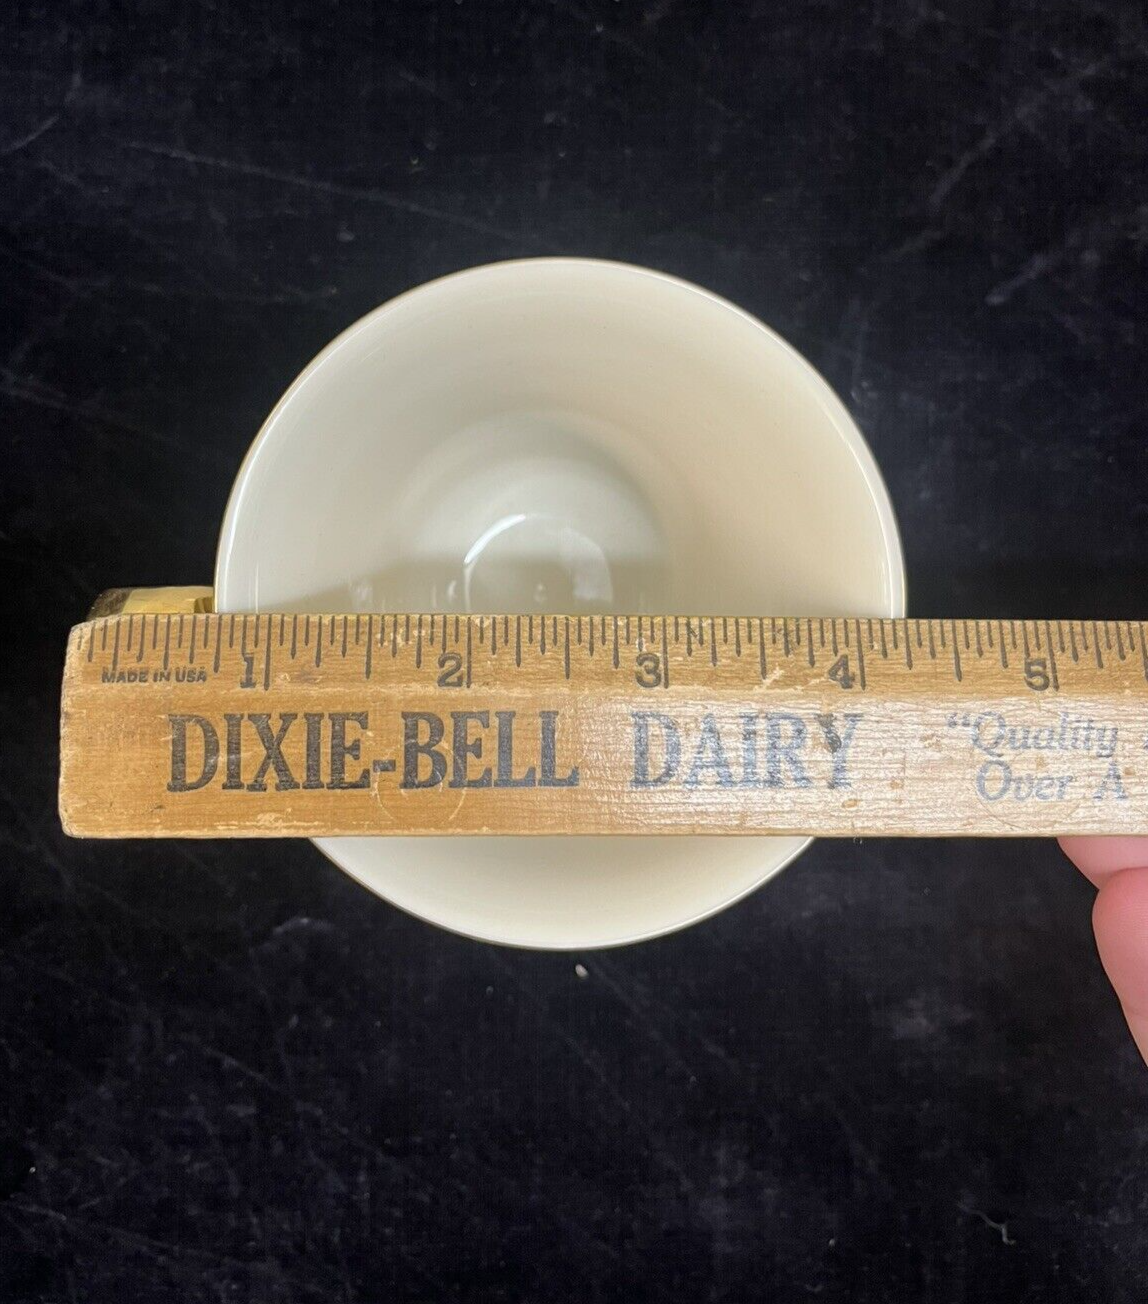 1 2 3 4 5
MADE IN USA
DIXIE-BELL DAIRY "Quality
Over A